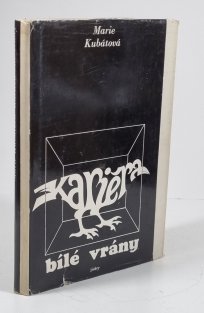 Marie
Kubátová
Kariéra
bílé vrány